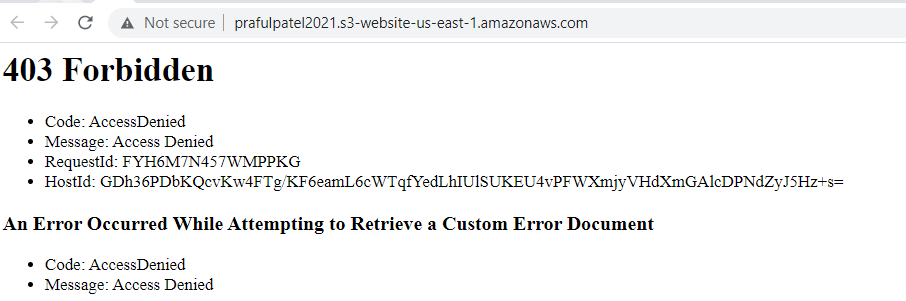 Not secure | prafulpatel2021.s3-website-us-east-1.amazonaws.com
403 Forbidden
• Code: AccessDenied
• Message: Access Denied
• RequestId: FYH6M7N457WMPPKG
• HostId: GDh36PDbKQcvKw4FTg/KF6eamL6cWTqfYedLhIUlSUKEU4vPFWXmjyVHdXmGAlcDPNdZyJ5Hz+s=
An Error Occurred While Attempting to Retrieve a Custom Error Document
• Code: AccessDenied
• Message: Access Denied